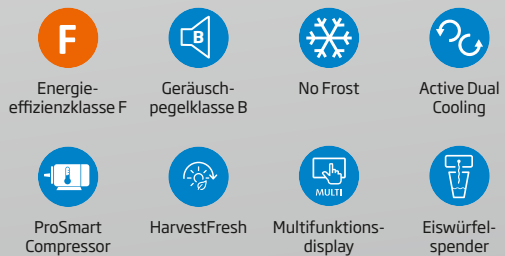 F
B
Energie-
effizienzklasse F
Geräusch-
pegelklasse B
No Frost
Active Dual
Cooling
MULTI
ProSmart
Compressor
HarvestFresh
Multifunktions-
display
Eiswürfel-
spender